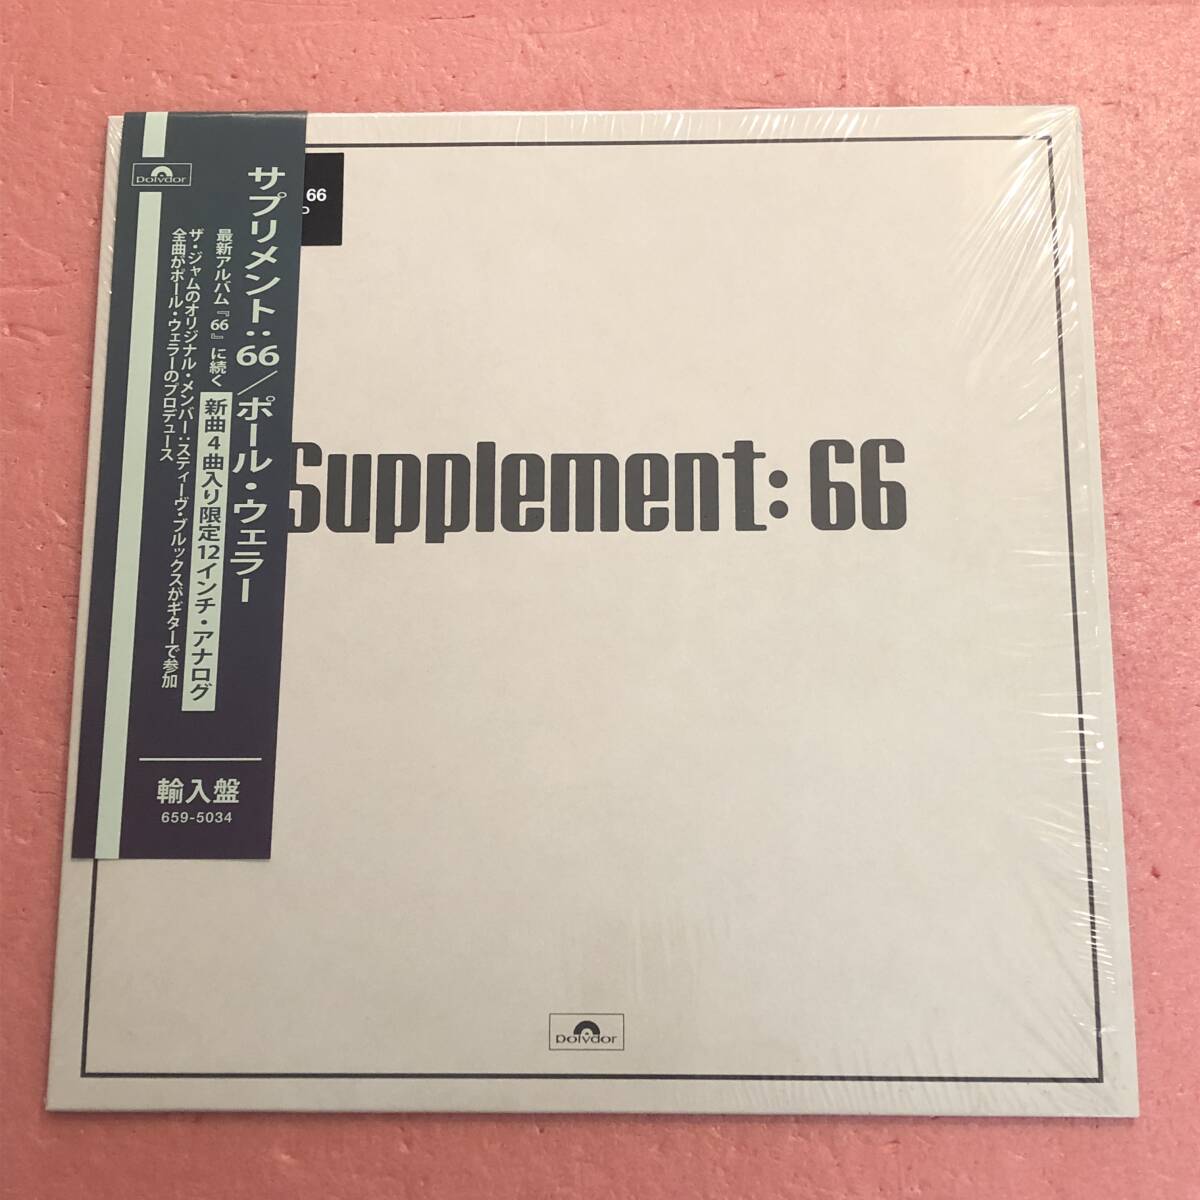 サプリメント：66／ポール・ウェラー
最新アルバム『66』に続く 新曲4曲入り限定12インチ・アナログ
ザ・ジャムのオリジナル・メンバー：スティーヴ・ブルックスがギターで参加
全曲がポール・ウェラーのプロデュース
Polydor
輸入盤
659-5034
66
Supplement: 66
Polydor